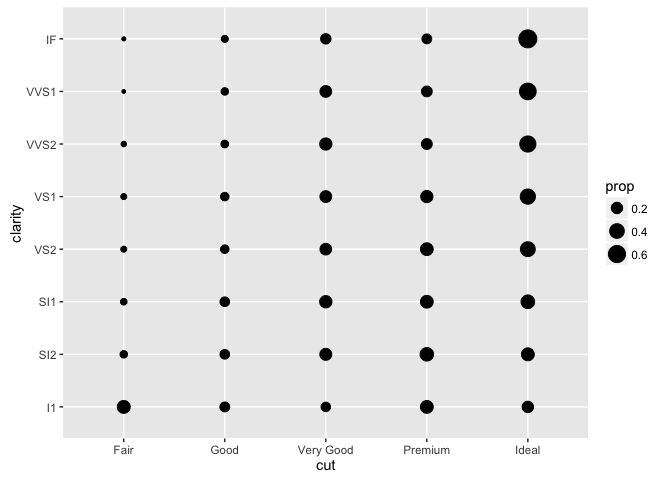 IF
VVS1
VVS2
VS1
VS2
SI1
SI2
I1
clarity
Fair Good Very Good Premium Ideal
cut
prop
0.2
0.4
0.6